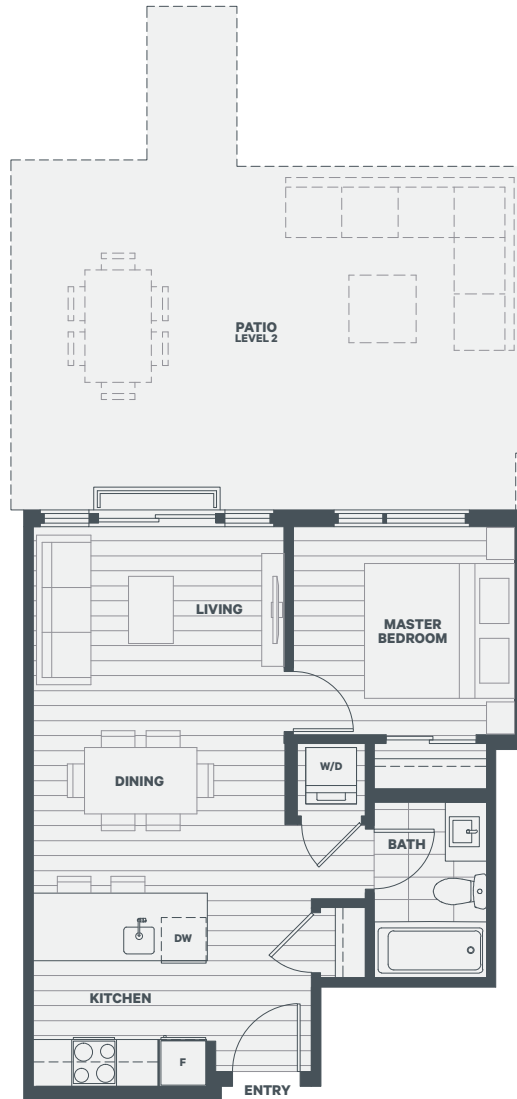 PATIO
LEVEL 2
LIVING
MASTER
BEDROOM
W/D
DINING
BATH
DW
KITCHEN
F
ENTRY